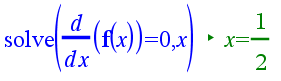 solve(d/dx(f(x))=0,x) ▸ x=1/2